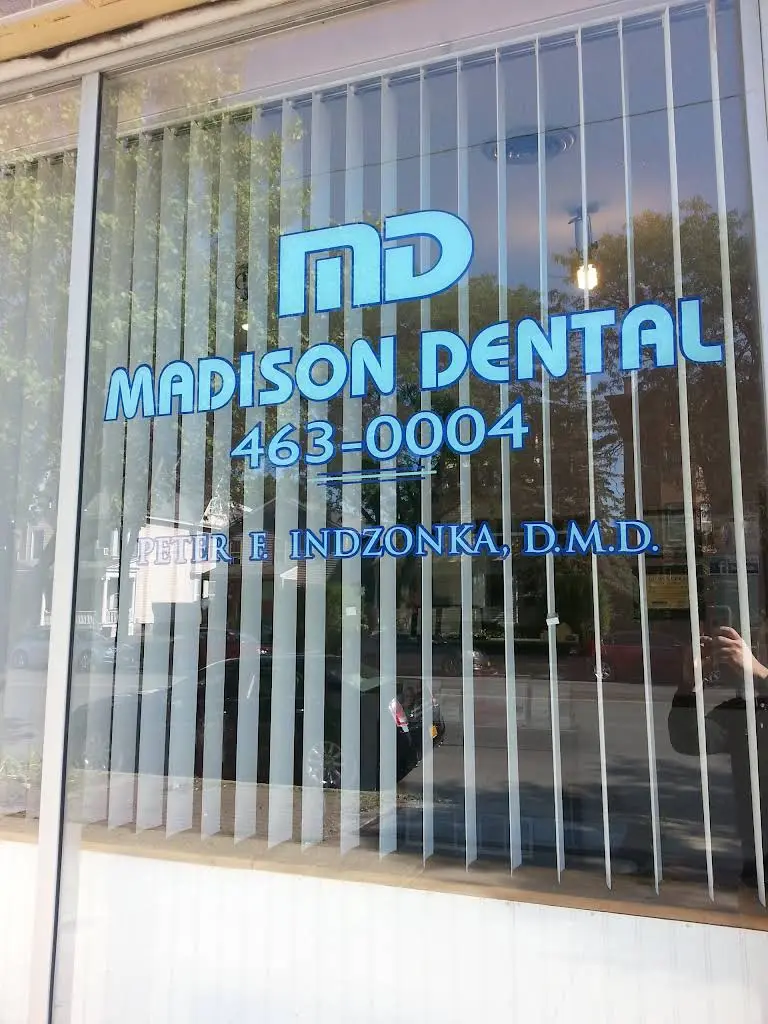 MD
MADISON DENTAL
463-0004
PETER F. INDZONKA, D.M.D.